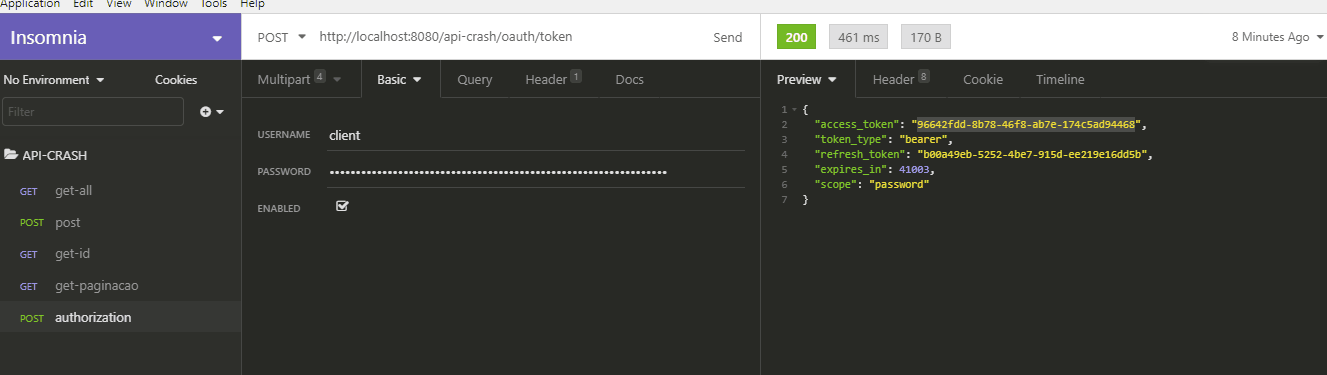 Application Edit View Window Tools Help
Insomnia
POST http://localhost:8080/api-crash/oauth/token Send
200 461 ms 170 B 8 Minutes Ago
No Environment Cookies
Filter
API-CRASH
GET get-all
POST post
GET get-id
GET get-paginacao
POST authorization
Multipart 4 Basic Query Header 1 Docs
USERNAME client
PASSWORD
ENABLED
Preview Header 8 Cookie Timeline
1 {
2 "access_token": "96642fdd-8b78-46f8-ab7e-174c5ad94468",
3 "token_type": "bearer",
4 "refresh_token": "b00a49eb-5252-4be7-915d-ee219e16dd5b",
5 "expires_in": 41003,
6 "scope": "password"
7 }